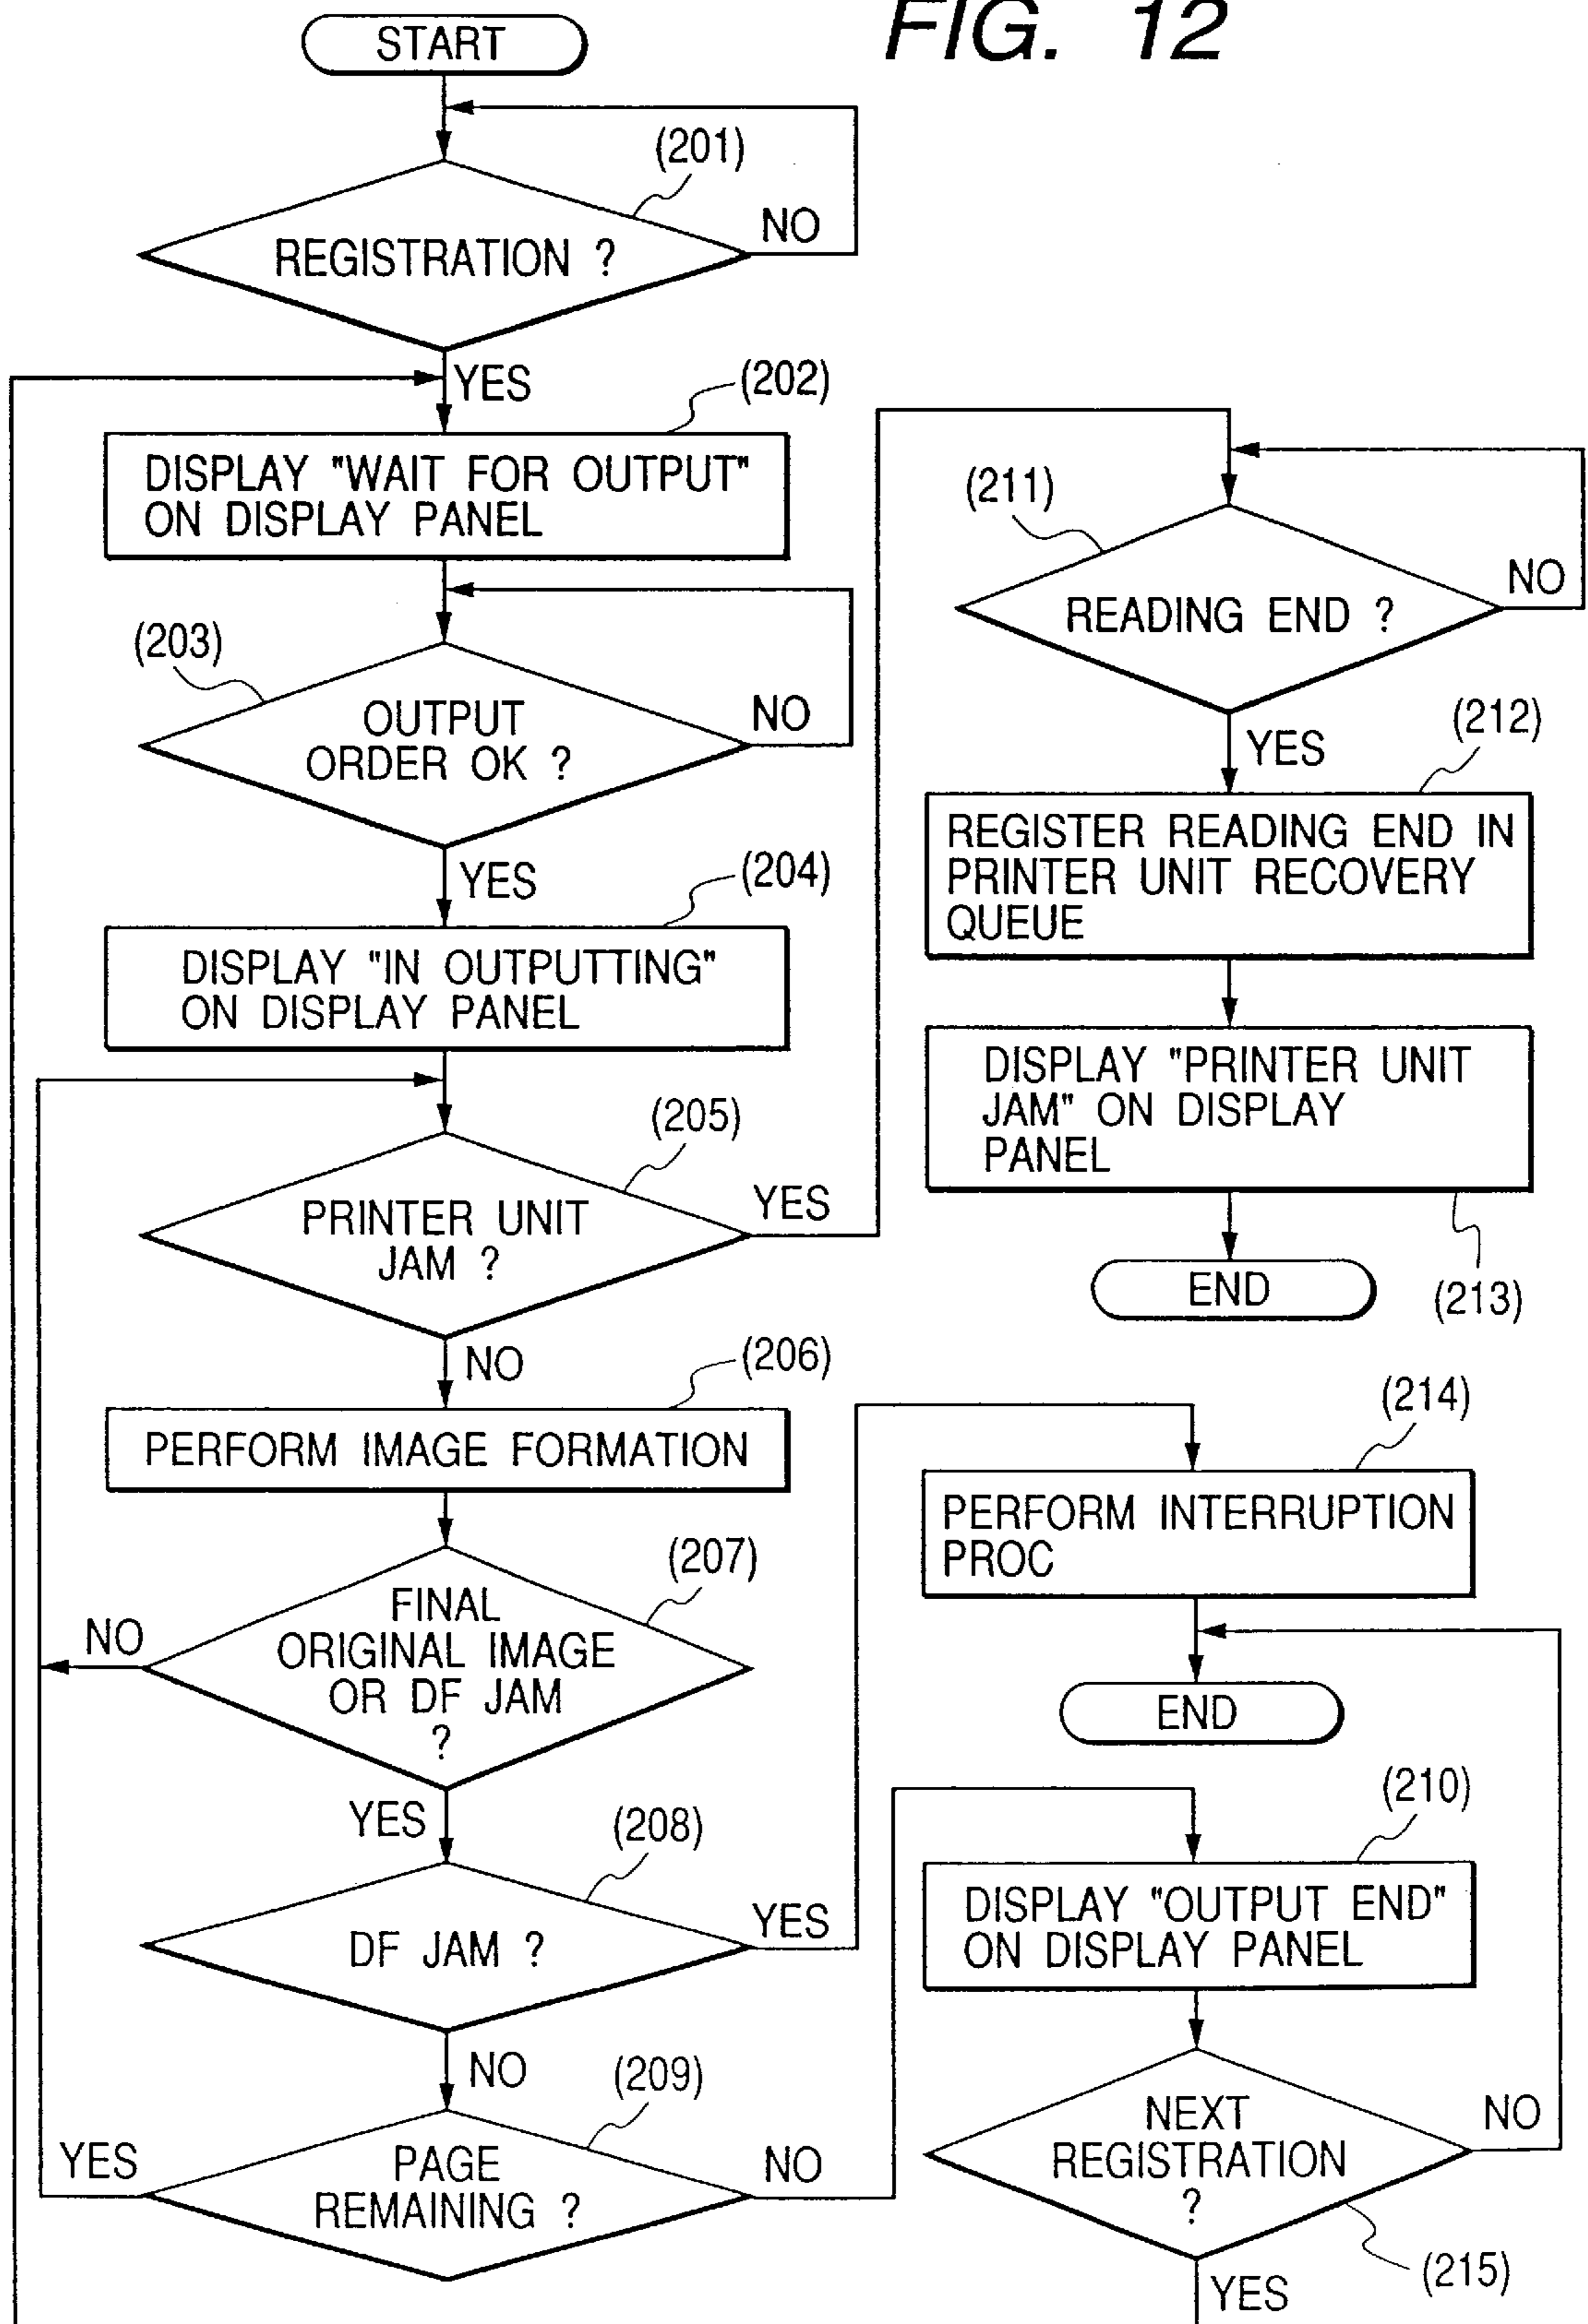 FIG. 12
START
(201)
REGISTRATION ?
NO
YES
(202)
DISPLAY "WAIT FOR OUTPUT"
ON DISPLAY PANEL
(203)
OUTPUT
ORDER OK ?
NO
YES
(204)
DISPLAY "IN OUTPUTTING"
ON DISPLAY PANEL
(205)
PRINTER UNIT
JAM ?
YES
NO
(206)
PERFORM IMAGE FORMATION
(207)
FINAL
ORIGINAL IMAGE
OR DF JAM
?
NO
YES
(208)
DF JAM ?
YES
NO
(209)
PAGE
REMAINING ?
YES
NO
(211)
READING END ?
NO
YES
(212)
REGISTER READING END IN
PRINTER UNIT RECOVERY
QUEUE
DISPLAY "PRINTER UNIT
JAM" ON DISPLAY
PANEL
(213)
END
(214)
PERFORM INTERRUPTION
PROC
END
(210)
DISPLAY "OUTPUT END"
ON DISPLAY PANEL
NEXT
REGISTRATION
?
NO
(215)
YES